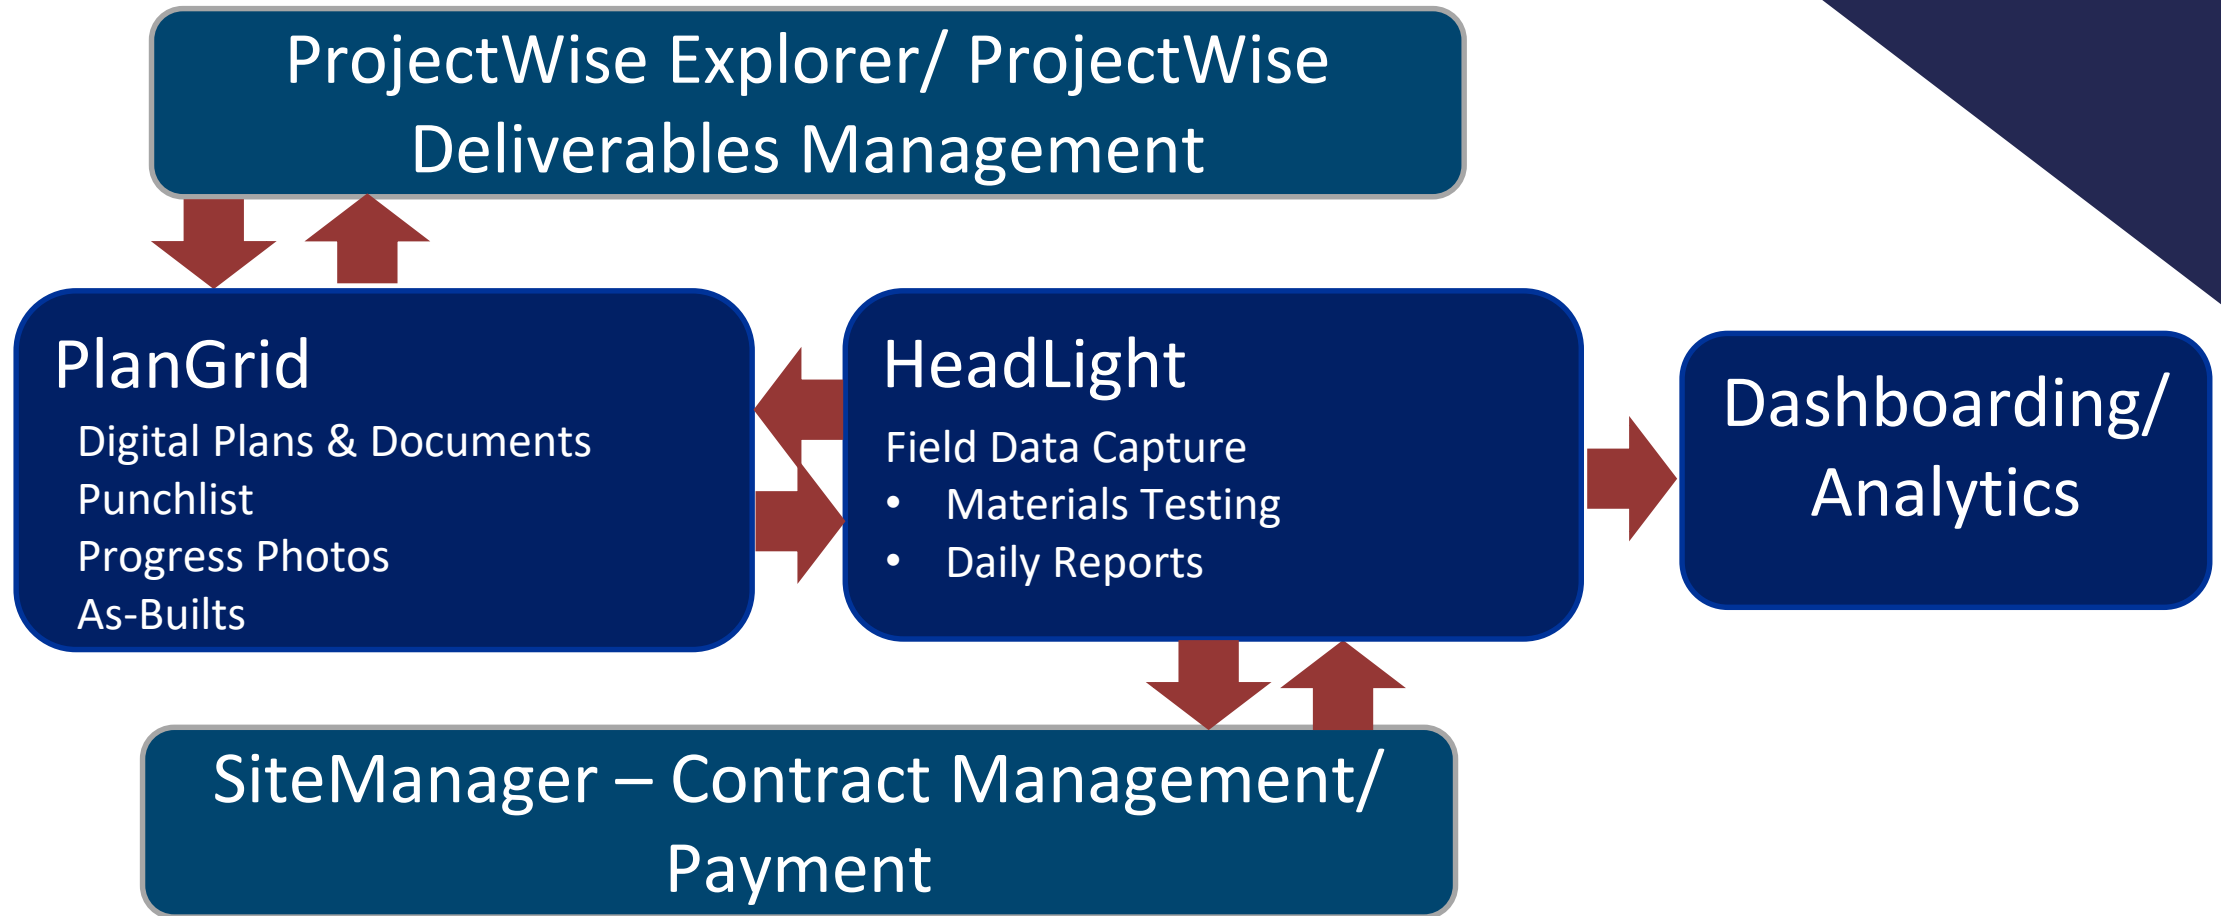 ProjectWise Explorer/ ProjectWise
Deliverables Management
PlanGrid
Digital Plans & Documents
Punchlist
Progress Photos
As-Builts
HeadLight
Field Data Capture
• Materials Testing
• Daily Reports
Dashboarding/
Analytics
SiteManager – Contract Management/
Payment